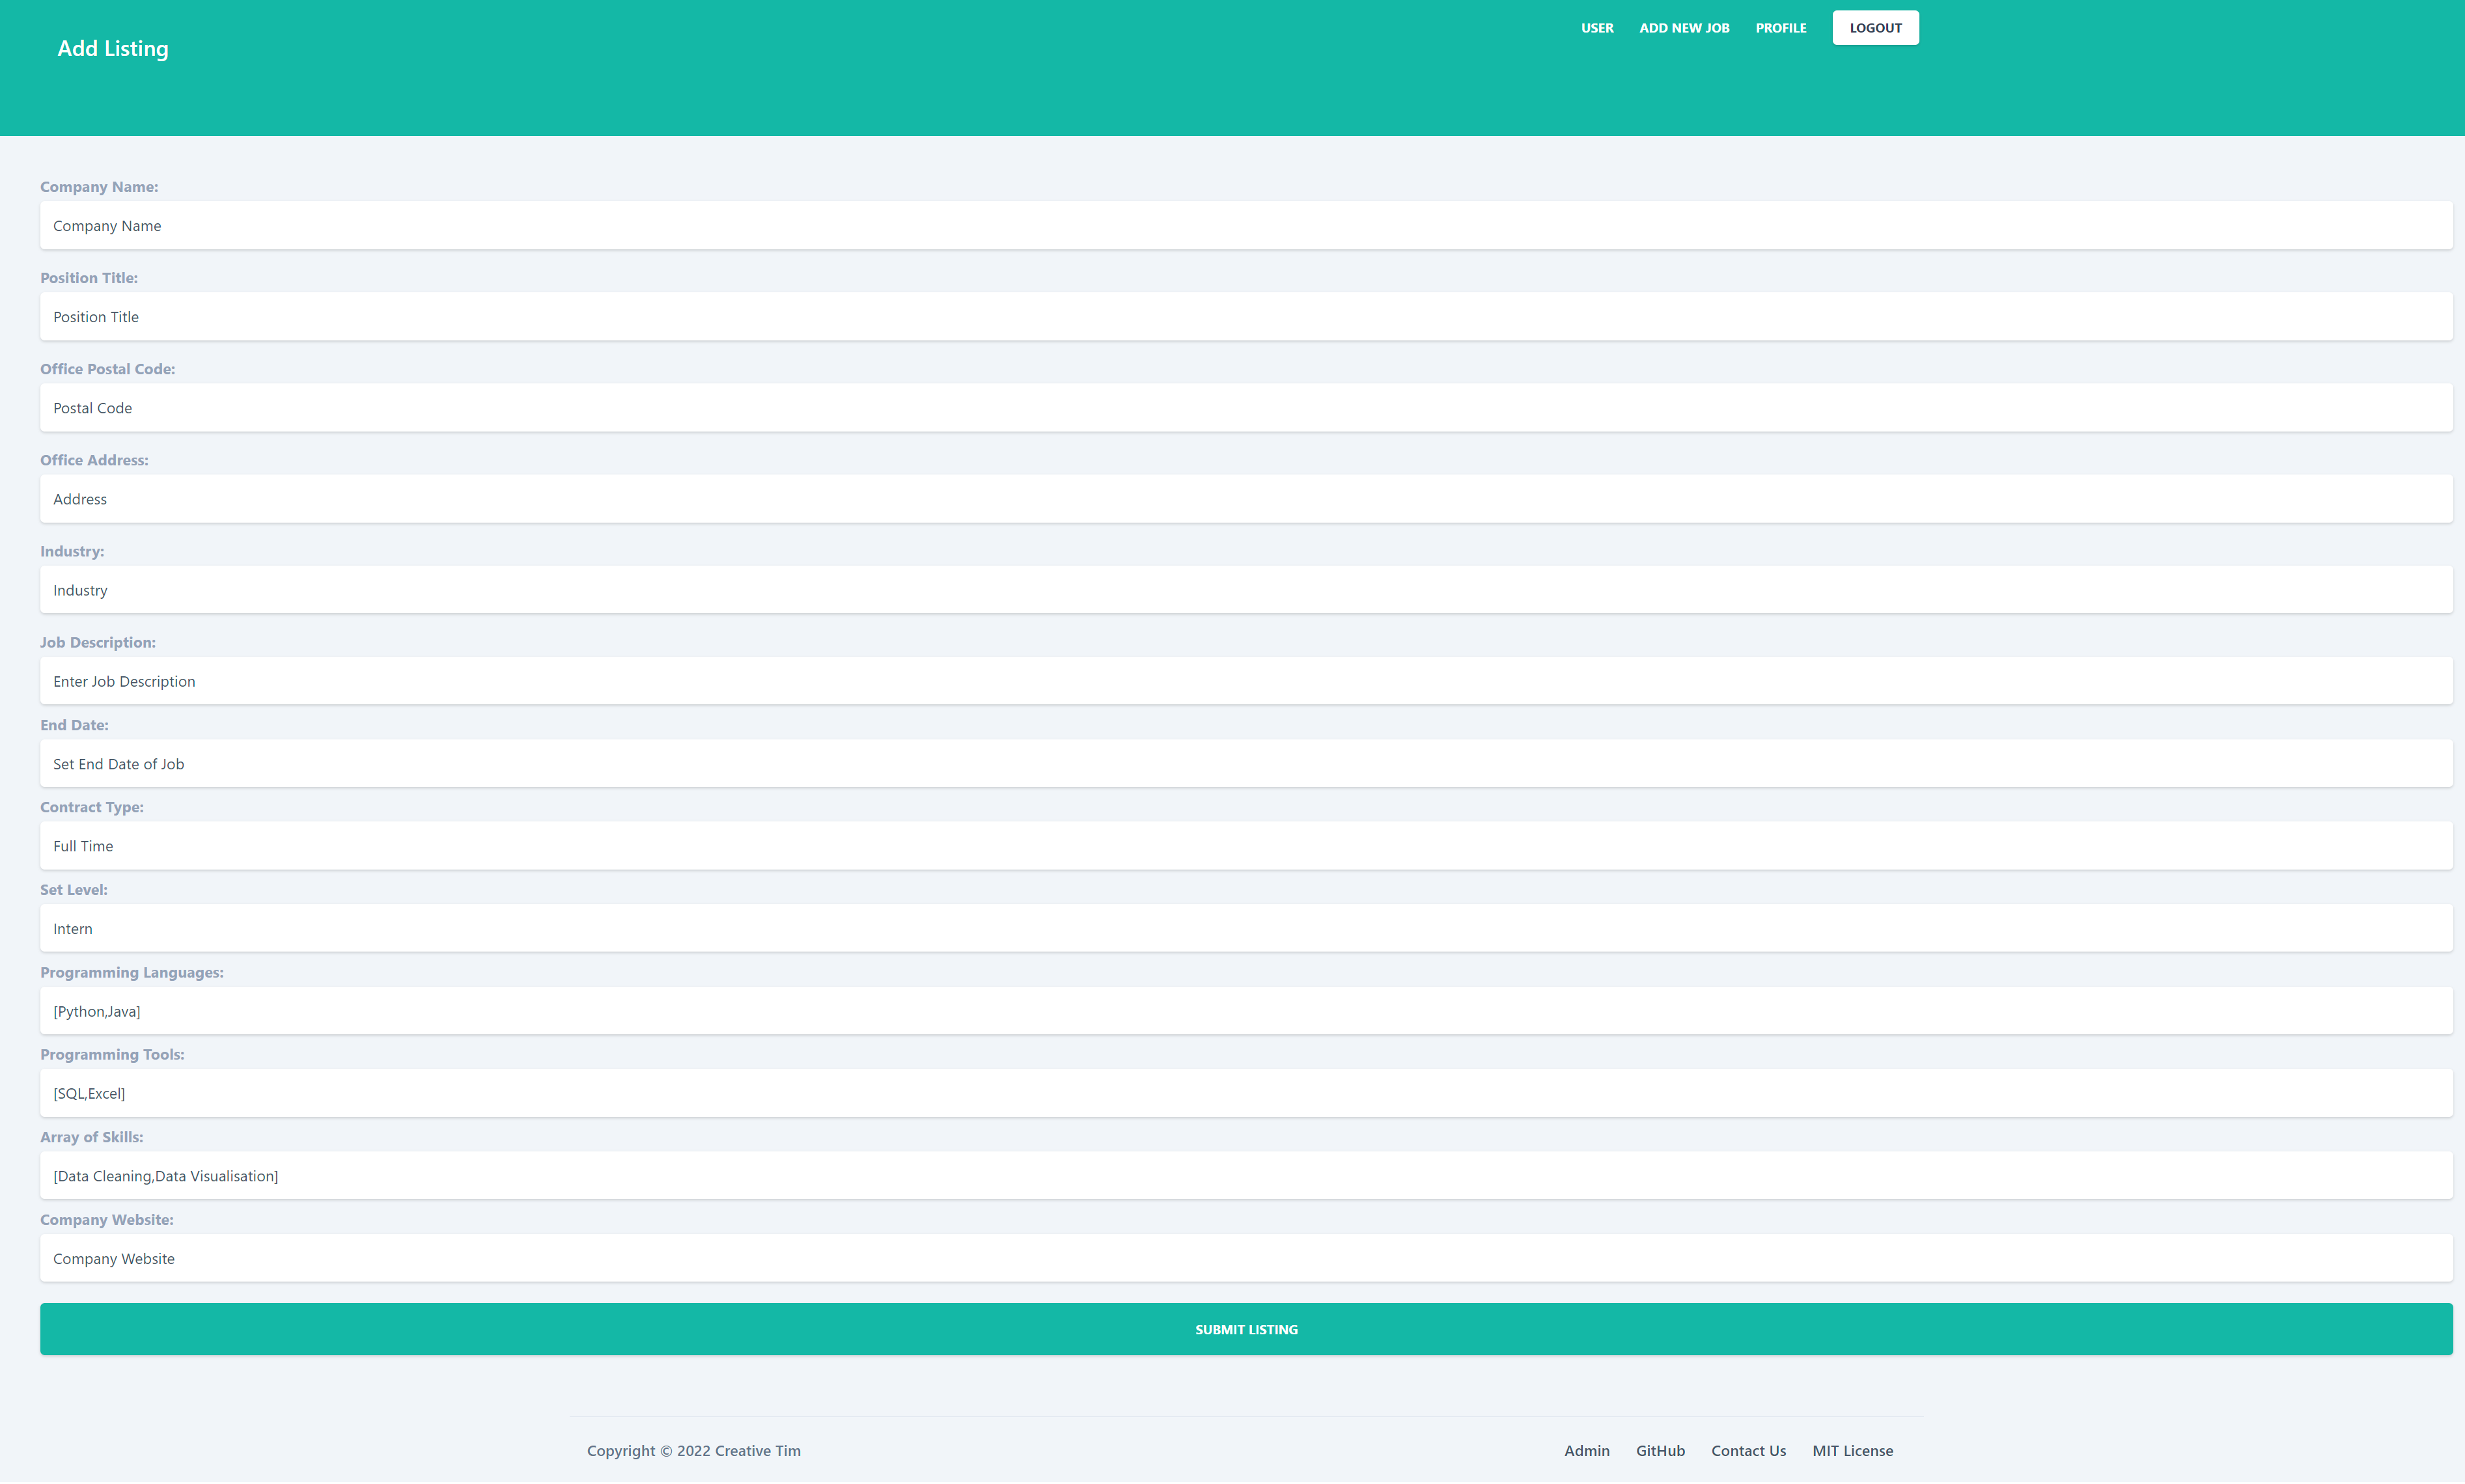 USER ADD NEW JOB PROFILE LOGOUT
Add Listing
Company Name:
Company Name
Position Title:
Position Title
Office Postal Code:
Postal Code
Office Address:
Address
Industry:
Industry
Job Description:
Enter Job Description
End Date:
Set End Date of Job
Contract Type:
Full Time
Set Level:
Intern
Programming Languages:
[Python,Java]
Programming Tools:
[SQL,Excel]
Array of Skills:
[Data Cleaning,Data Visualisation]
Company Website:
Company Website
SUBMIT LISTING
Copyright © 2022 Creative Tim Admin GitHub Contact Us MIT License